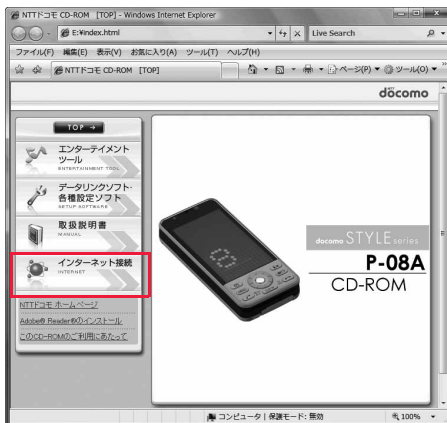 NTTドコモ CD-ROM [TOP] - Windows Internet Explorer
E:¥index.html
Live Search
ファイル(F) 編集(E) 表示(V) お気に入り(A) ツール(T) ヘルプ(H)
NTTドコモ CD-ROM [TOP]
ページ(P) ツール(O)
döcomo
TOP →
エンターテイメント
ツール
ENTERTAINMENT TOOL
データリンクソフト・
各種設定ソフト
SETUP SOFTWARE
取扱説明書
MANUAL
インターネット接続
INTERNET
NTTドコモ ホームページ
Adobe® Reader®のインストール
このCD-ROMのご利用にあたって
docomo STYLE series
P-08A
CD-ROM
コンピュータ | 保護モード: 無効
100%